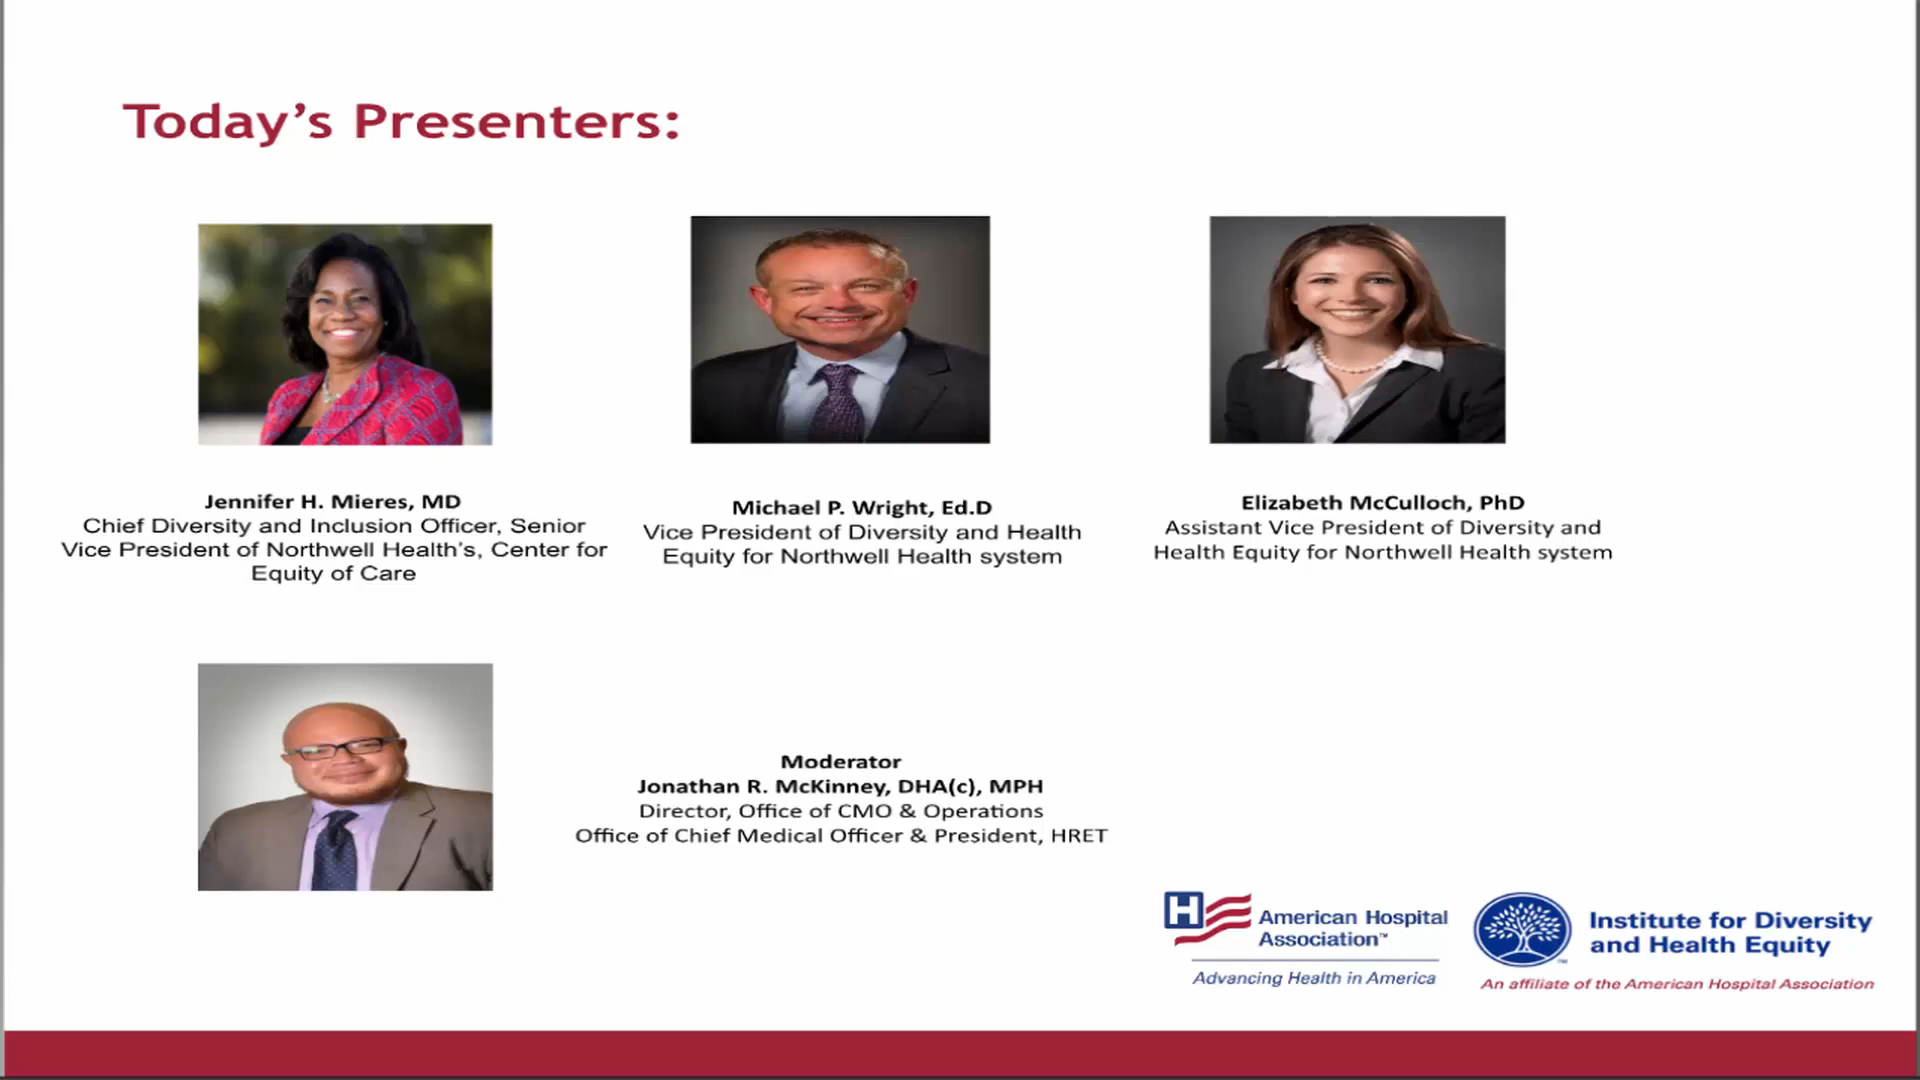 Today's Presenters:
Jennifer H. Mieres, MD
Chief Diversity and Inclusion Officer, Senior
Vice President of Northwell Health's, Center for
Equity of Care
Michael P. Wright, Ed.D
Vice President of Diversity and Health
Equity for Northwell Health system
Elizabeth McCulloch, PhD
Assistant Vice President of Diversity and
Health Equity for Northwell Health system
Moderator
Jonathan R. McKinney, DHA(c), MPH
Director, Office of CMO & Operations
Office of Chief Medical Officer & President, HRET
H American Hospital
Association™
Advancing Health in America
Institute for Diversity
and Health Equity
An affiliate of the American Hospital Association